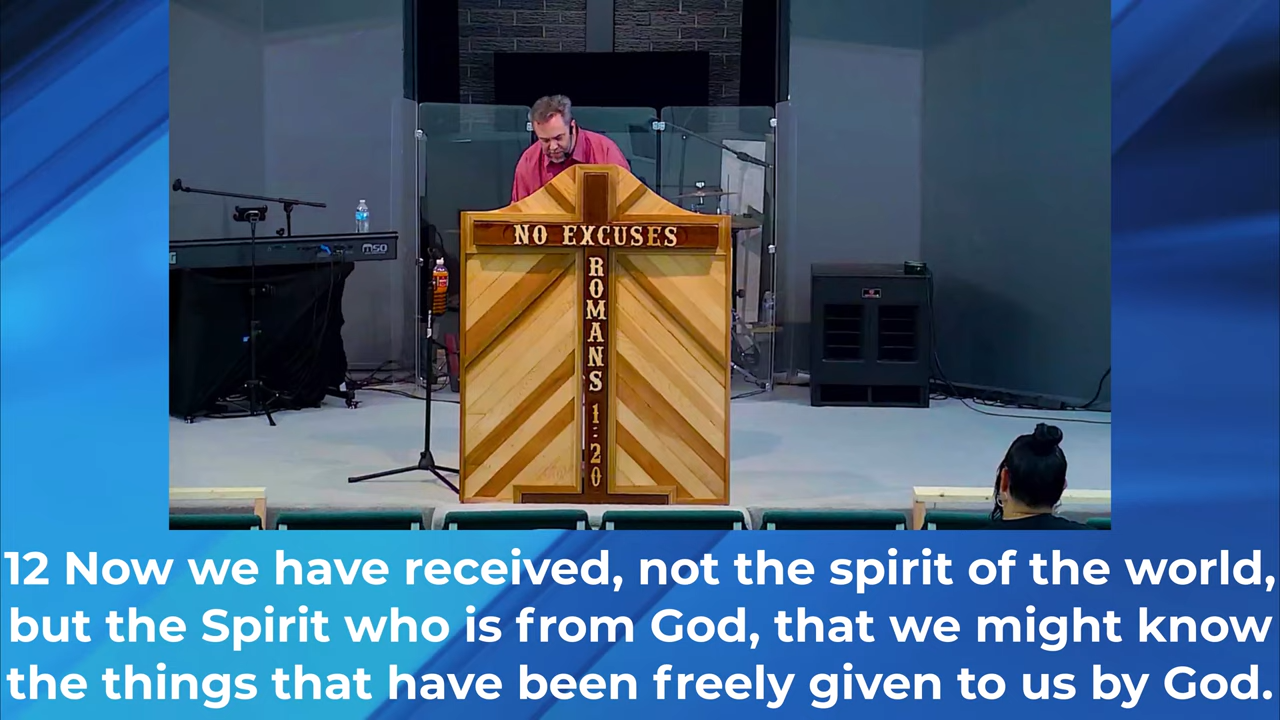 NO EXCUSES
ROMANS 1:20
M50
12 Now we have received, not the spirit of the world,
but the Spirit who is from God, that we might know
the things that have been freely given to us by God.